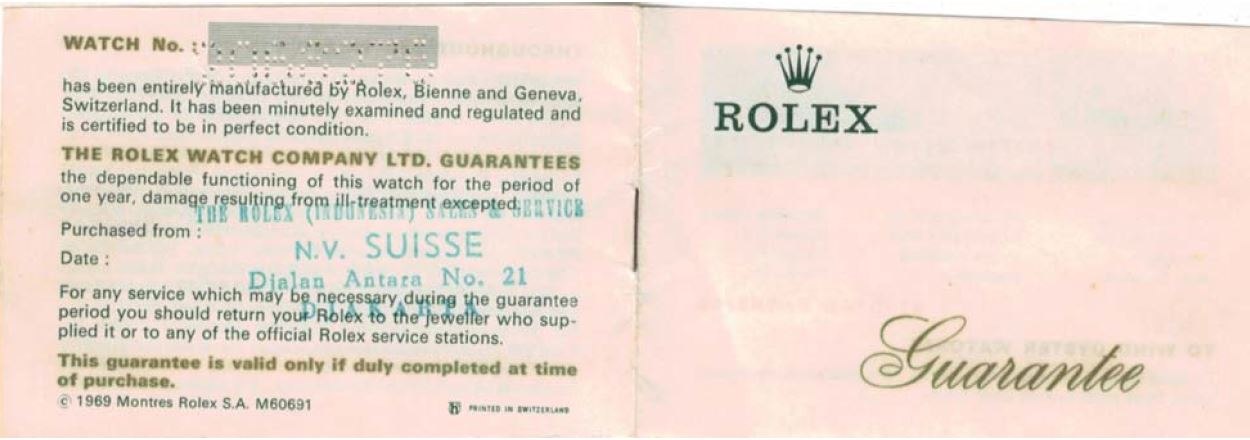 WATCH No. :
has been entirely manufactured by Rolex, Bienne and Geneva,
Switzerland. It has been minutely examined and regulated and
is certified to be in perfect condition.
THE ROLEX WATCH COMPANY LTD. GUARANTEES
the dependable functioning of this watch for the period of
one year, damage resulting from ill-treatment excepted.
THE ROLEX (INDONESIA) SALES & SERVICE
Purchased from :
N.V. SUISSE
Date :
Djalan Antara No. 21
For any service which may be necessary during the guarantee
DJAKARTA
period you should return your Rolex to the jeweller who sup-
plied it or to any of the official Rolex service stations.
This guarantee is valid only if duly completed at time
of purchase.
© 1969 Montres Rolex S.A. M60691
PRINTED IN SWITZERLAND
ROLEX
Guarantee